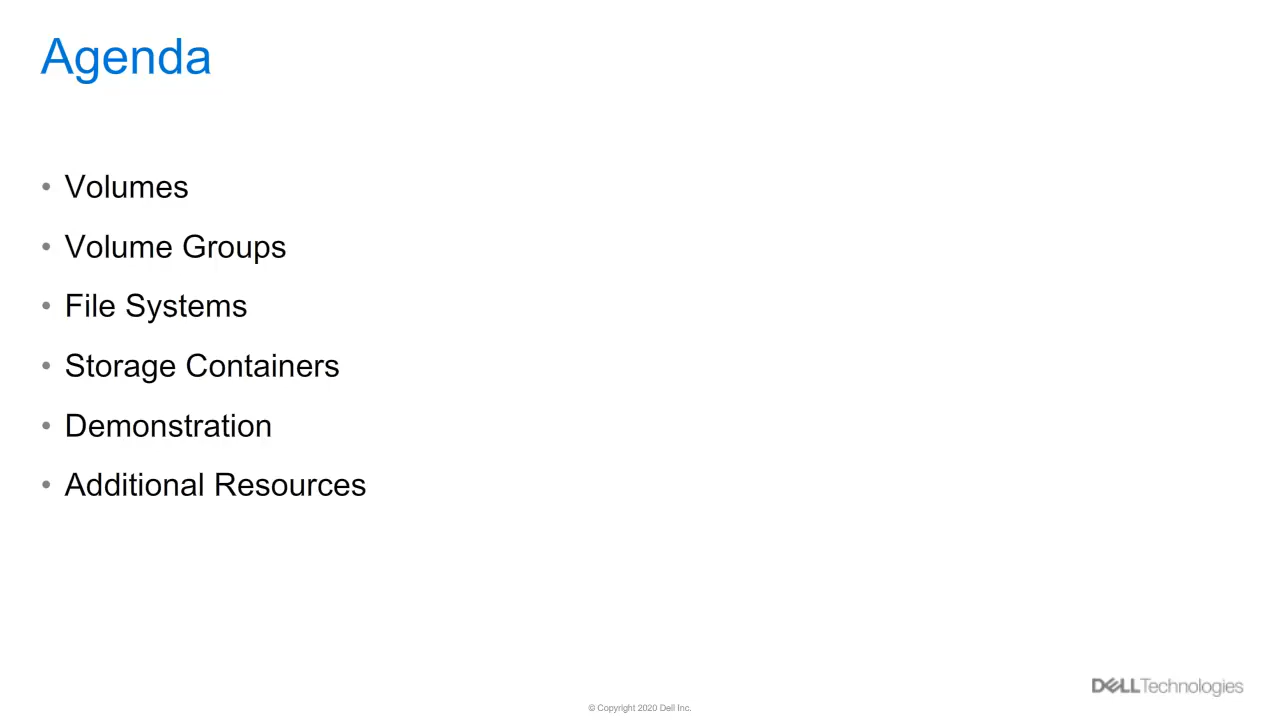 Agenda
• Volumes
• Volume Groups
• File Systems
• Storage Containers
• Demonstration
• Additional Resources
DELLTechnologies
© Copyright 2020 Dell Inc.